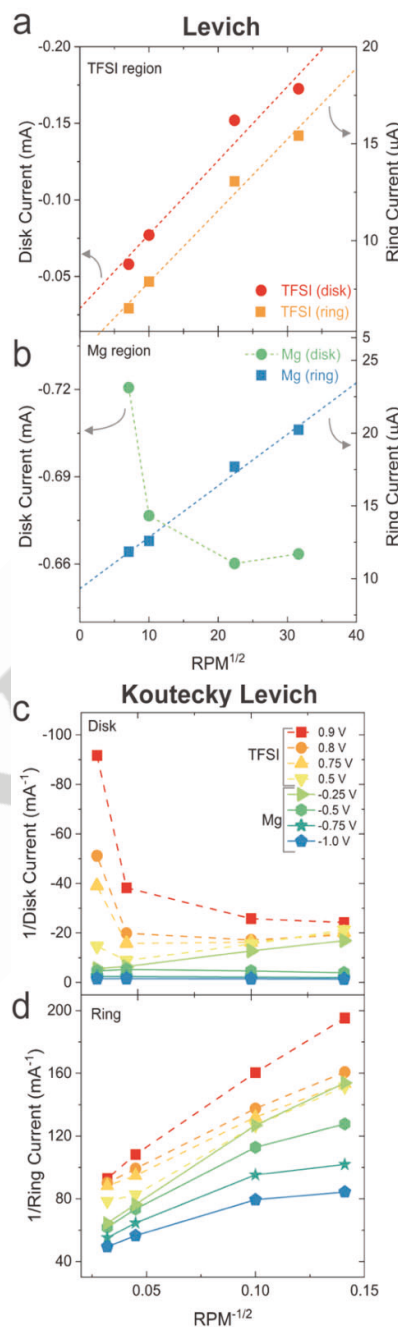 Levich
a
TFSI region
-0.20
-0.15
-0.10
-0.05
Disk Current (mA)
20
15
10
5
Ring Current (µA)
TFSI (disk)
TFSI (ring)
b
Mg region
Mg (disk)
Mg (ring)
-0.72
-0.69
-0.66
Disk Current (mA)
25
20
15
10
Ring Current (µA)
0 10 20 30 40
RPM1/2
Koutecky Levich
c
Disk
-100
-80
-60
-40
-20
0
1/Disk Current (mA-1)
TFSI
Mg
0.9 V
0.8 V
0.75 V
0.5 V
-0.25 V
-0.5 V
-0.75 V
-1.0 V
d
Ring
200
160
120
80
40
1/Ring Current (mA-1)
0.05 0.10 0.15
RPM-1/2